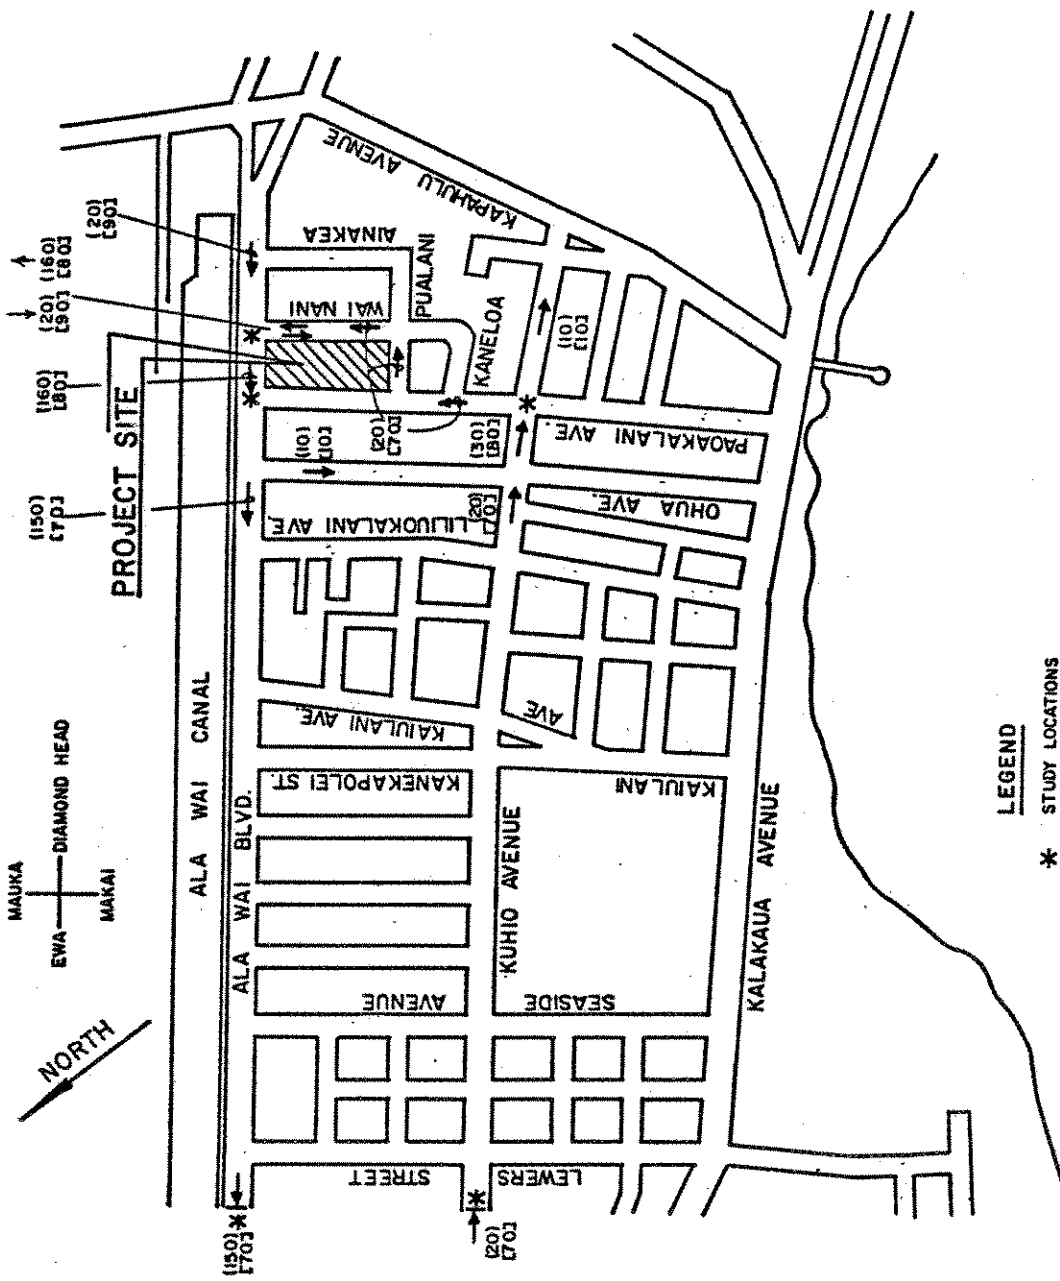 MAUKA
EWA
DIAMOND HEAD
MAKAI
NORTH
ALA WAI CANAL
ALA WAI BLVD.
PROJECT SITE
(150)
[70]
(160)
[80]
(20)
[90]
(160)
[80]
(20)
[90]
AINAKEA
WAI NANI
PUALANI
KANELOA
KAPAHULU AVENUE
(10)
[10]
(20)
[70]
(30)
[80]
(10)
[10]
(20)
[70]
LILIUOKALANI AVE.
OHUA AVE.
PAOAKALANI AVE.
KAIULANI AVE.
KANEKAPOLEI ST.
KAIULANI AVE
KUHIO AVENUE
SEASIDE AVENUE
KALAKAUA AVENUE
LEWERS STREET
(150)
[70]
(20)
[70]
LEGEND
* STUDY LOCATIONS